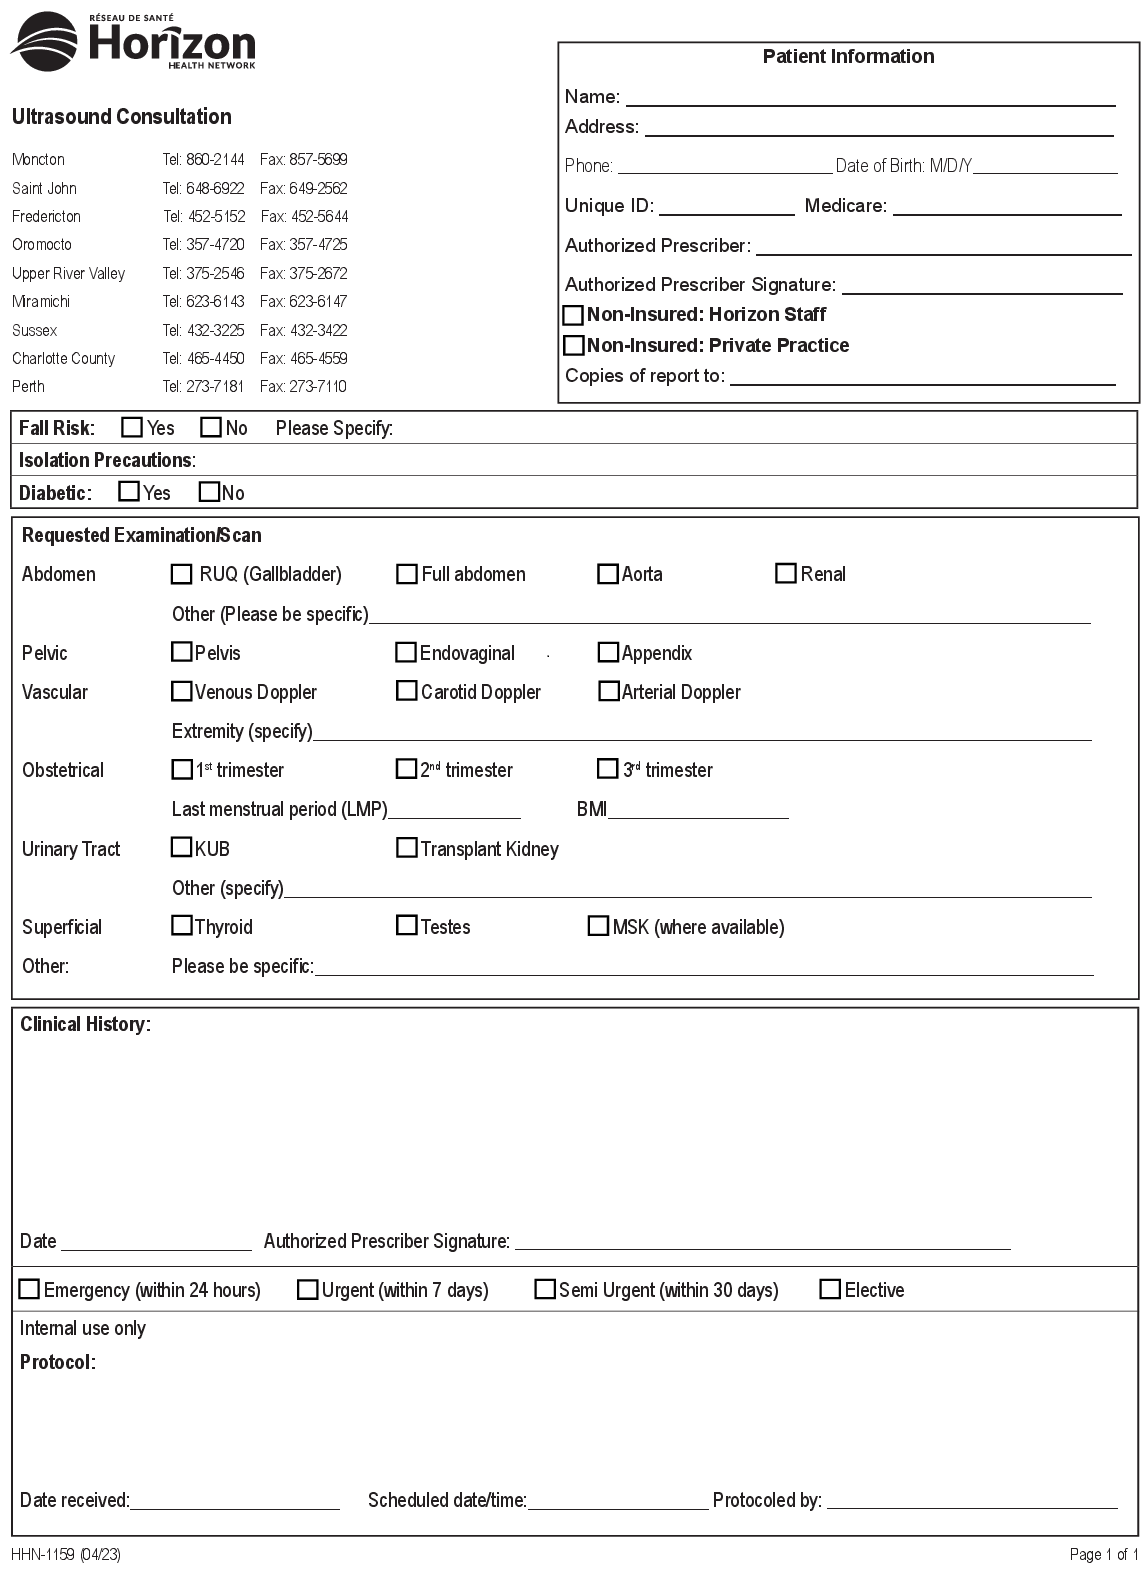 RÉSEAU DE SANTÉ
Horizon
HEALTH NETWORK
Ultrasound Consultation
Moncton Tel: 860-2144 Fax: 857-5699
Saint John Tel: 648-6922 Fax: 649-2562
Fredericton Tel: 452-5152 Fax: 452-5644
Oromocto Tel: 357-4720 Fax: 357-4725
Upper River Valley Tel: 375-2546 Fax: 375-2672
Miramichi Tel: 623-6143 Fax: 623-6147
Sussex Tel: 432-3225 Fax: 432-3422
Charlotte County Tel: 465-4450 Fax: 465-4559
Perth Tel: 273-7181 Fax: 273-7110
Patient Information
Name:
Address:
Phone: Date of Birth: M/D/Y
Unique ID: Medicare:
Authorized Prescriber:
Authorized Prescriber Signature:
Non-Insured: Horizon Staff
Non-Insured: Private Practice
Copies of report to:
Fall Risk: Yes No Please Specify:
Isolation Precautions:
Diabetic: Yes No
Requested Examination/Scan
Abdomen RUQ (Gallbladder) Full abdomen Aorta Renal
Other (Please be specific)
Pelvic Pelvis Endovaginal Appendix
Vascular Venous Doppler Carotid Doppler Arterial Doppler
Extremity (specify)
Obstetrical 1st trimester 2nd trimester 3rd trimester
Last menstrual period (LMP) BMI
Urinary Tract KUB Transplant Kidney
Other (specify)
Superficial Thyroid Testes MSK (where available)
Other: Please be specific:
Clinical History:
Date Authorized Prescriber Signature:
Emergency (within 24 hours) Urgent (within 7 days) Semi Urgent (within 30 days) Elective
Internal use only
Protocol:
Date received: Scheduled date/time: Protocoled by:
HHN-1159 (04/23) Page 1 of 1